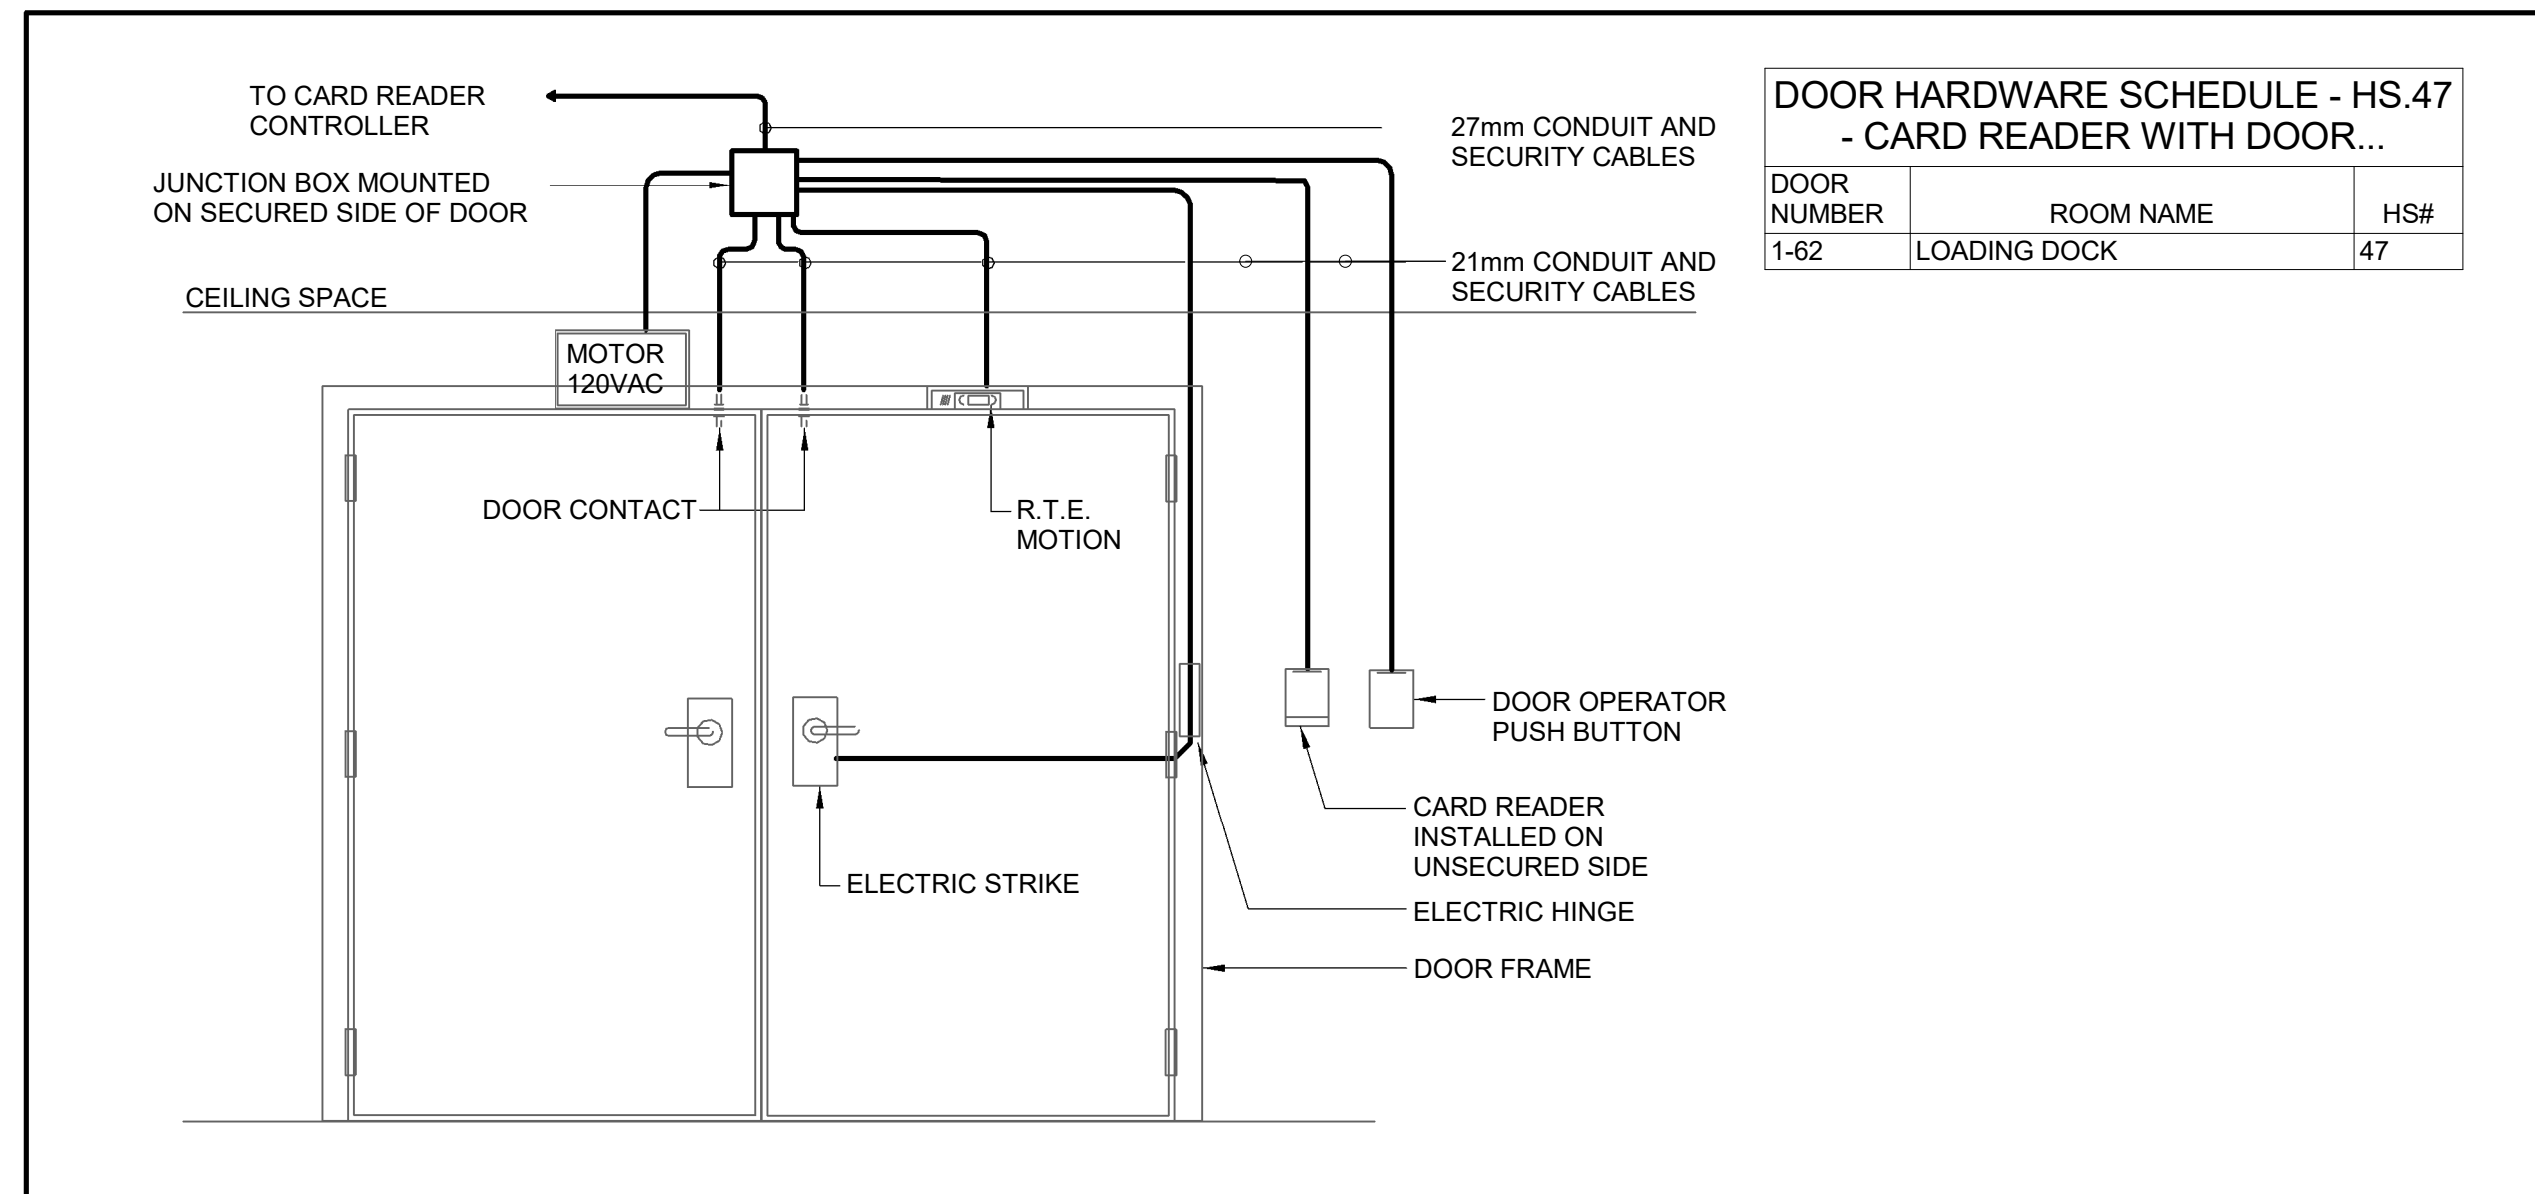 TO CARD READER
CONTROLLER
JUNCTION BOX MOUNTED
ON SECURED SIDE OF DOOR
27mm CONDUIT AND
SECURITY CABLES
21mm CONDUIT AND
SECURITY CABLES
CEILING SPACE
MOTOR
120VAC
DOOR CONTACT
R.T.E.
MOTION
DOOR OPERATOR
PUSH BUTTON
CARD READER
INSTALLED ON
UNSECURED SIDE
ELECTRIC STRIKE
ELECTRIC HINGE
DOOR FRAME
DOOR HARDWARE SCHEDULE - HS.47
- CARD READER WITH DOOR...
DOOR
NUMBER ROOM NAME HS#
1-62 LOADING DOCK 47